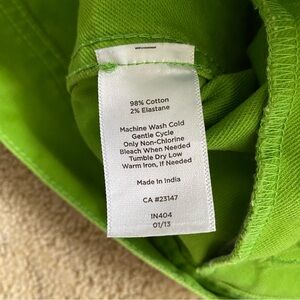 98% Cotton
2% Elastane
Machine Wash Cold
Gentle Cycle
Only Non-Chlorine
Bleach When Needed
Tumble Dry Low
Warm Iron, If Needed
Made In India
CA #23147
1N404
01/13